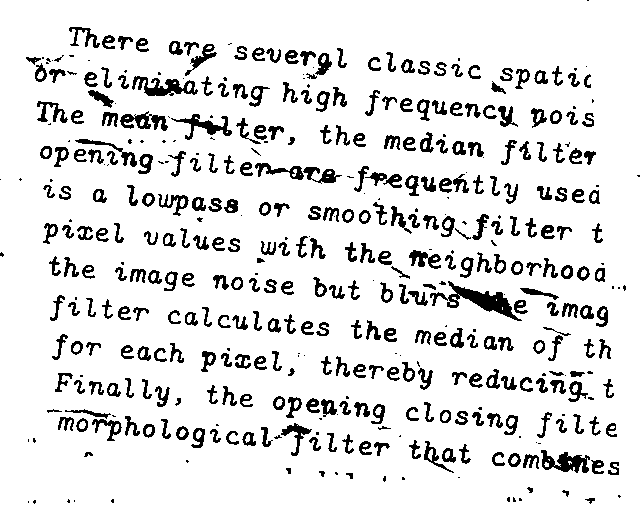 There are several classic spatic
or eliminating high frequency nois
The mean filter, the median filter
opening filter are frequently used
is a lowpass or smoothing filter t
pixel values with the neighborhood
the image noise but blurs the imag
filter calculates the median of th
for each pixel, thereby reducing t
Finally, the opening closing filte
morphological filter that combines